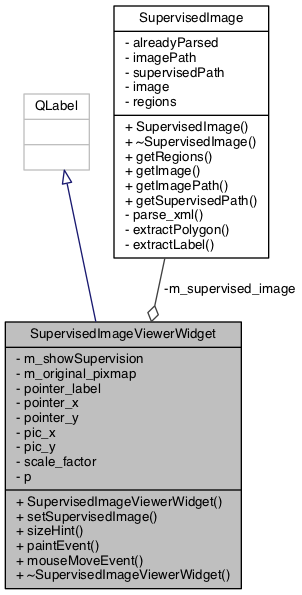 SupervisedImage
- alreadyParsed
- imagePath
- supervisedPath
- image
- regions
+ SupervisedImage()
+ ~SupervisedImage()
+ getRegions()
+ getImage()
+ getImagePath()
+ getSupervisedPath()
- parse_xml()
- extractPolygon()
- extractLabel()
QLabel
-m_supervised_image
SupervisedImageViewerWidget
- m_showSupervision
- m_original_pixmap
- pointer_label
- pointer_x
- pointer_y
- pic_x
- pic_y
- scale_factor
- p
+ SupervisedImageViewerWidget()
+ setSupervisedImage()
+ sizeHint()
+ paintEvent()
+ mouseMoveEvent()
+ ~SupervisedImageViewerWidget()